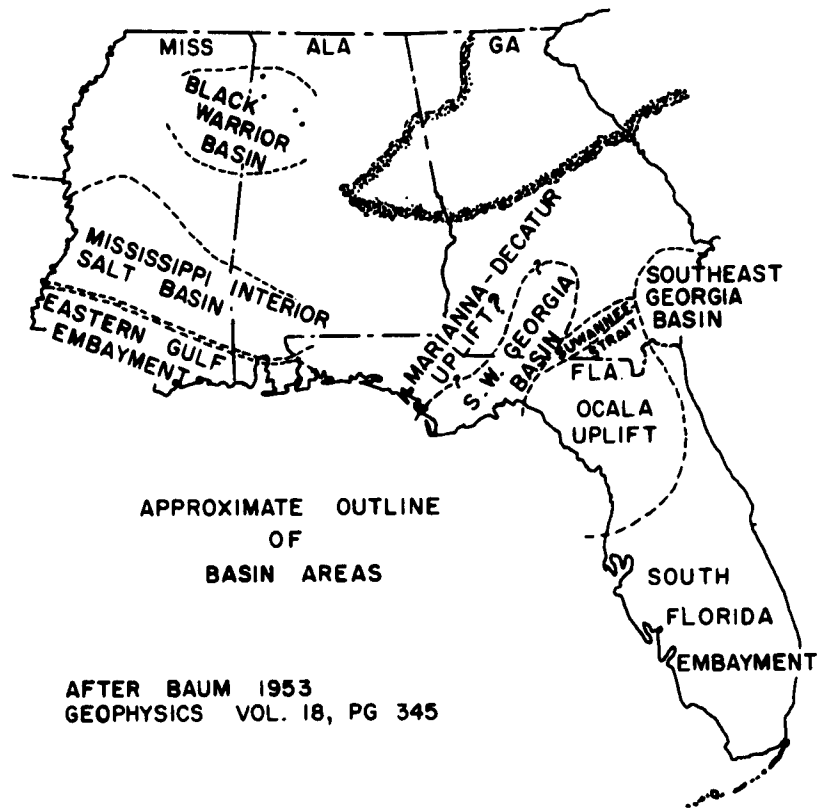 MISS
ALA
GA
BLACK
WARRIOR
BASIN
MISSISSIPPI INTERIOR
SALT BASIN
EASTERN GULF
EMBAYMENT
MARIANNA-DECATUR
UPLIFT?
S.W. GEORGIA
BASIN
SUWANNEE
STRAIT
SOUTHEAST
GEORGIA
BASIN
FLA.
OCALA
UPLIFT
APPROXIMATE OUTLINE
OF
BASIN AREAS
SOUTH
FLORIDA
EMBAYMENT
AFTER BAUM 1953
GEOPHYSICS VOL. 18, PG 345